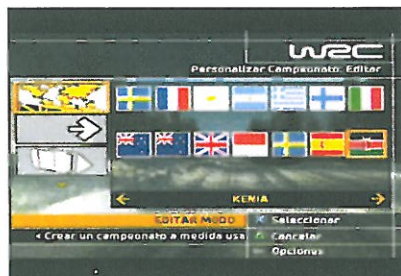 WRC
Personalizar Campeonato: Editar
KENIA
EDITAR MODO
Seleccionar
Crear un campeonato a medida usa
Cancelar
Opciones